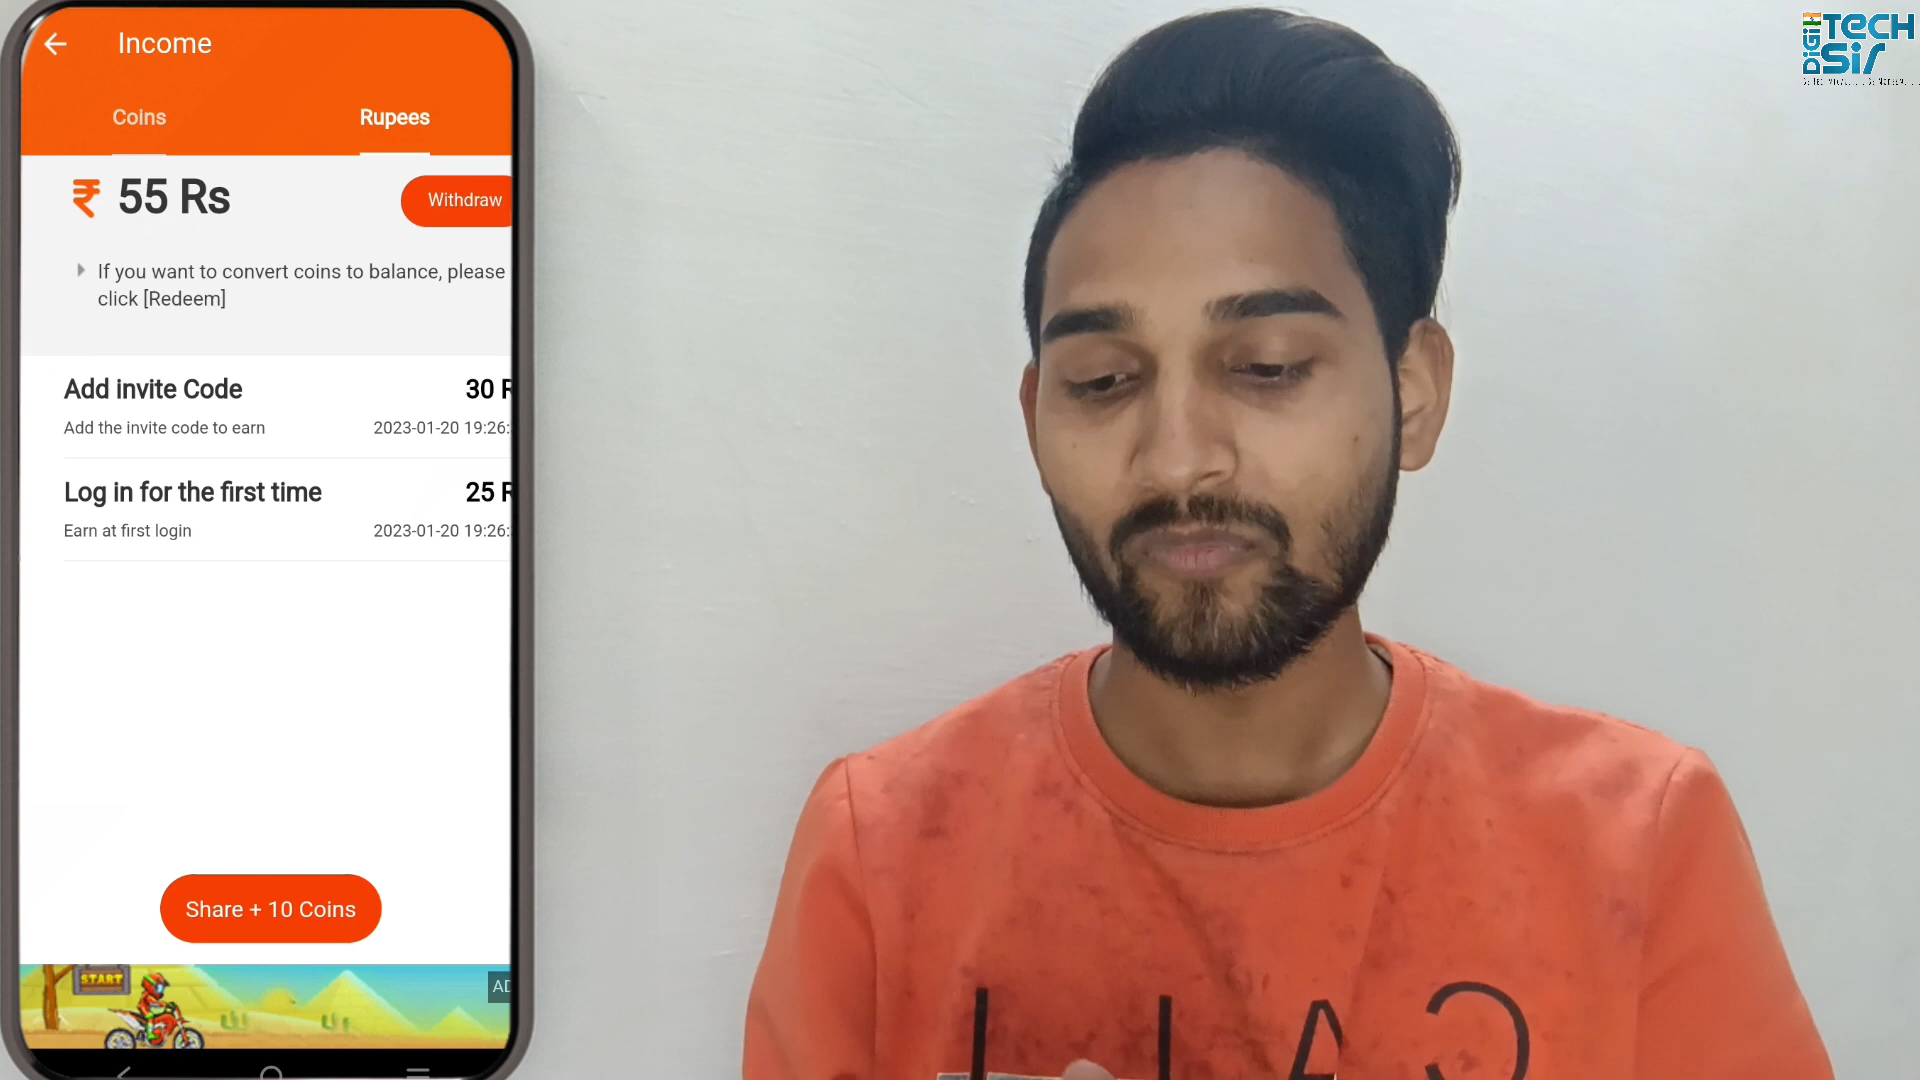 Income
Coins
Rupees
₹ 55 Rs
Withdraw
If you want to convert coins to balance, please
click [Redeem]
Add invite Code
30 R
Add the invite code to earn
2023-01-20 19:26:
Log in for the first time
25 R
Earn at first login
2023-01-20 19:26:
Share + 10 Coins
START
AD
DIGII TECH
SIR